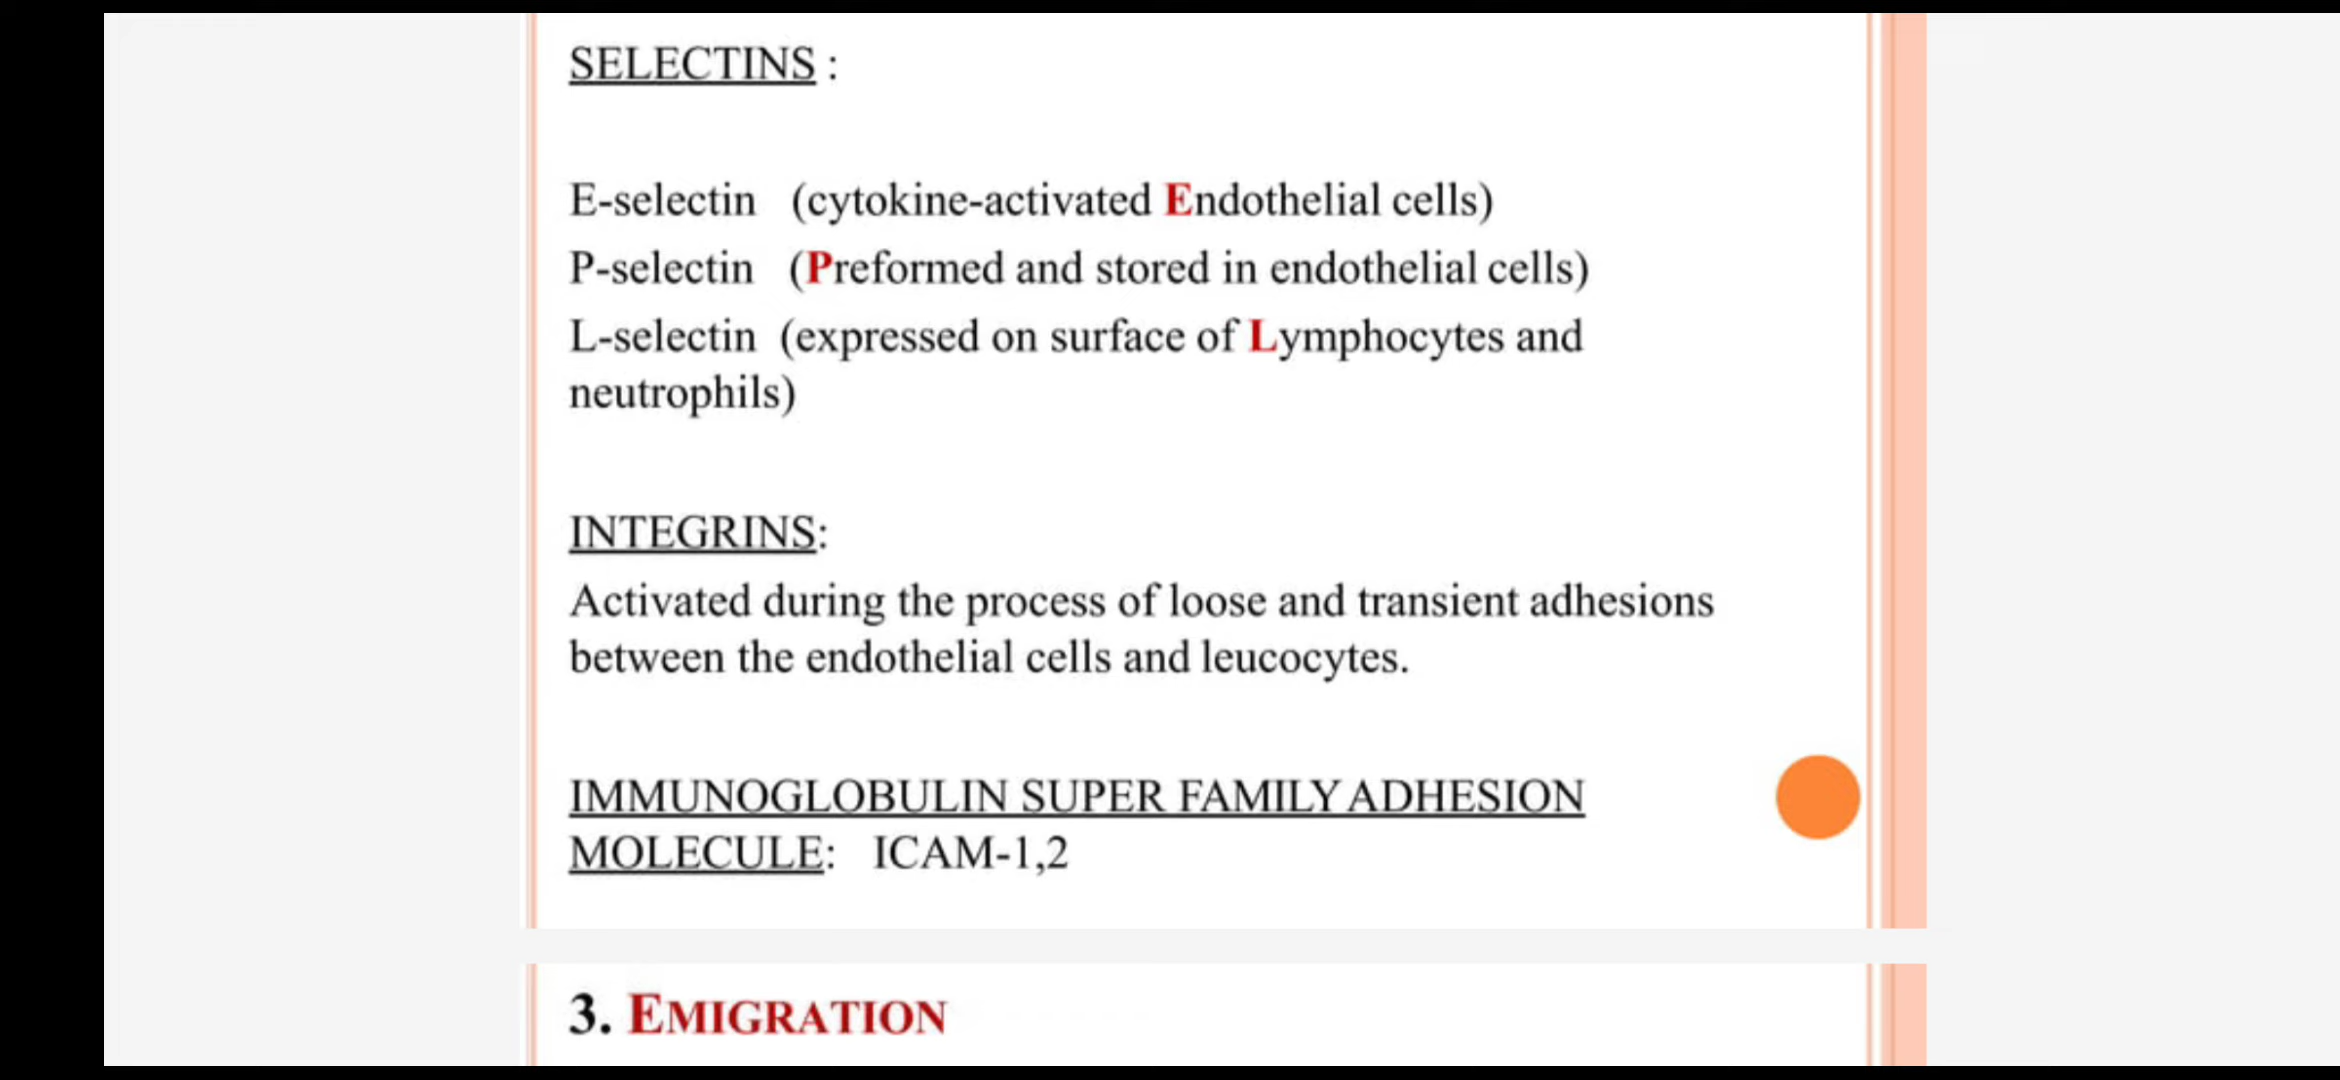 SELECTINS :
E-selectin (cytokine-activated Endothelial cells)
P-selectin (Preformed and stored in endothelial cells)
L-selectin (expressed on surface of Lymphocytes and
neutrophils)
INTEGRINS:
Activated during the process of loose and transient adhesions
between the endothelial cells and leucocytes.
IMMUNOGLOBULIN SUPER FAMILY ADHESION
MOLECULE: ICAM-1,2
3. EMIGRATION